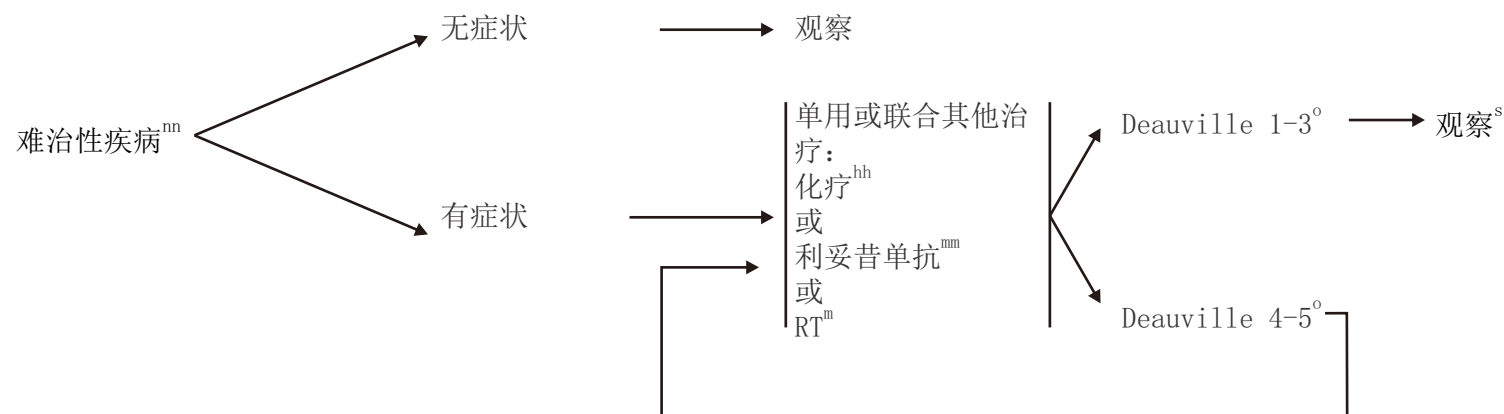 难治性疾病nn
无症状
观察
有症状
单用或联合其他治
疗：
化疗hh
或
利妥昔单抗mm
或
RTm
Deauville 1-3o
观察s
Deauville 4-5o